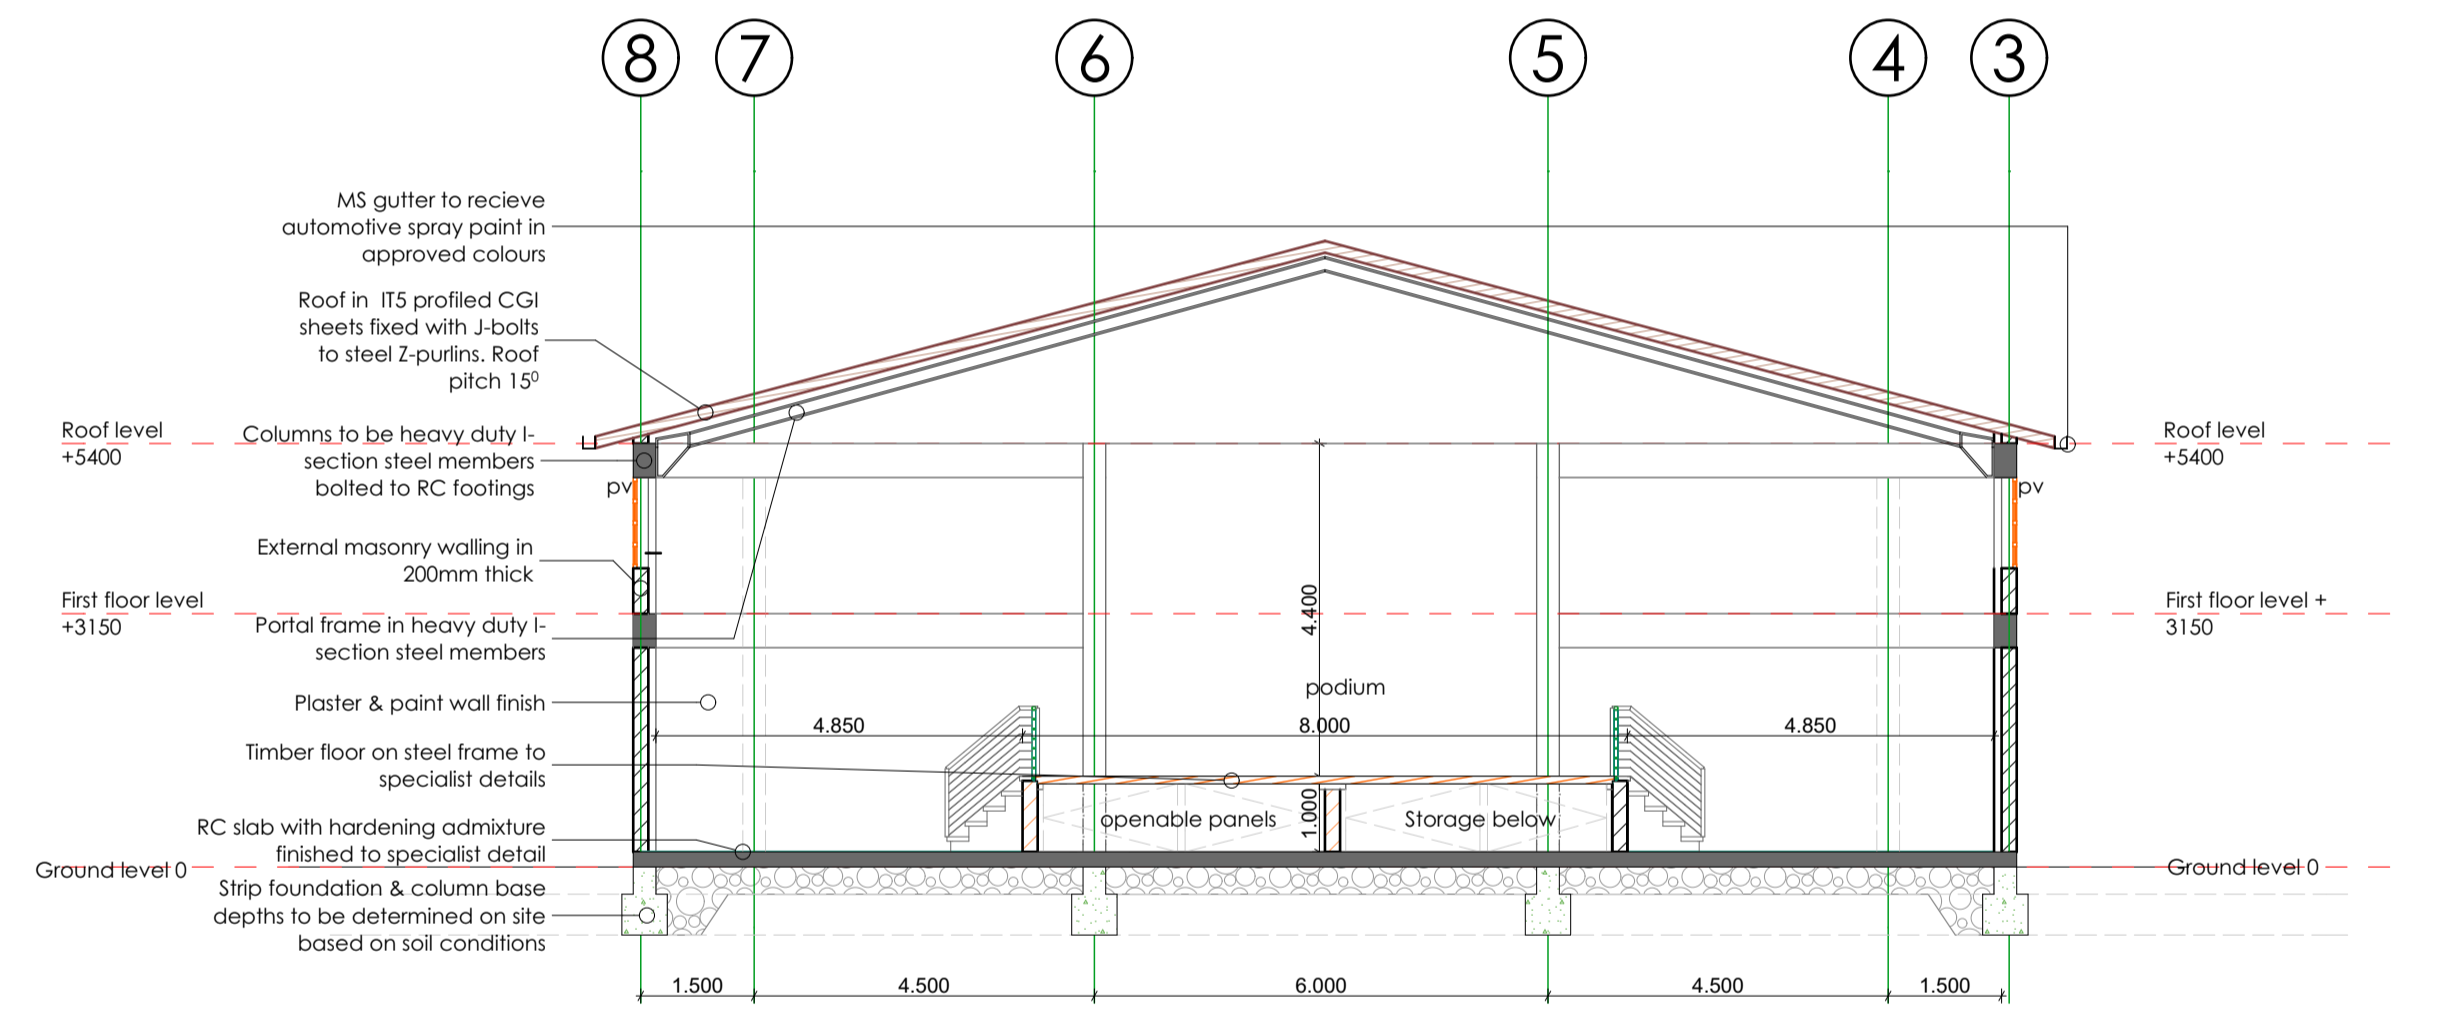 8
7
6
5
4
3
MS gutter to recieve
automotive spray paint in
approved colours
Roof in IT5 profiled CGI
sheets fixed with J-bolts
to steel Z-purlins. Roof
pitch 15⁰
Roof level
+5400
Columns to be heavy duty I-
section steel members
bolted to RC footings
pv
External masonry walling in
200mm thick
First floor level
+3150
Portal frame in heavy duty I-
section steel members
Plaster & paint wall finish
Timber floor on steel frame to
specialist details
RC slab with hardening admixture
finished to specialist detail
Ground level 0
Strip foundation & column base
depths to be determined on site
based on soil conditions
4.400
podium
4.850
8.000
4.850
1.000
openable panels
Storage below
Roof level
+5400
pv
First floor level +
3150
Ground level 0
1.500
4.500
6.000
4.500
1.500